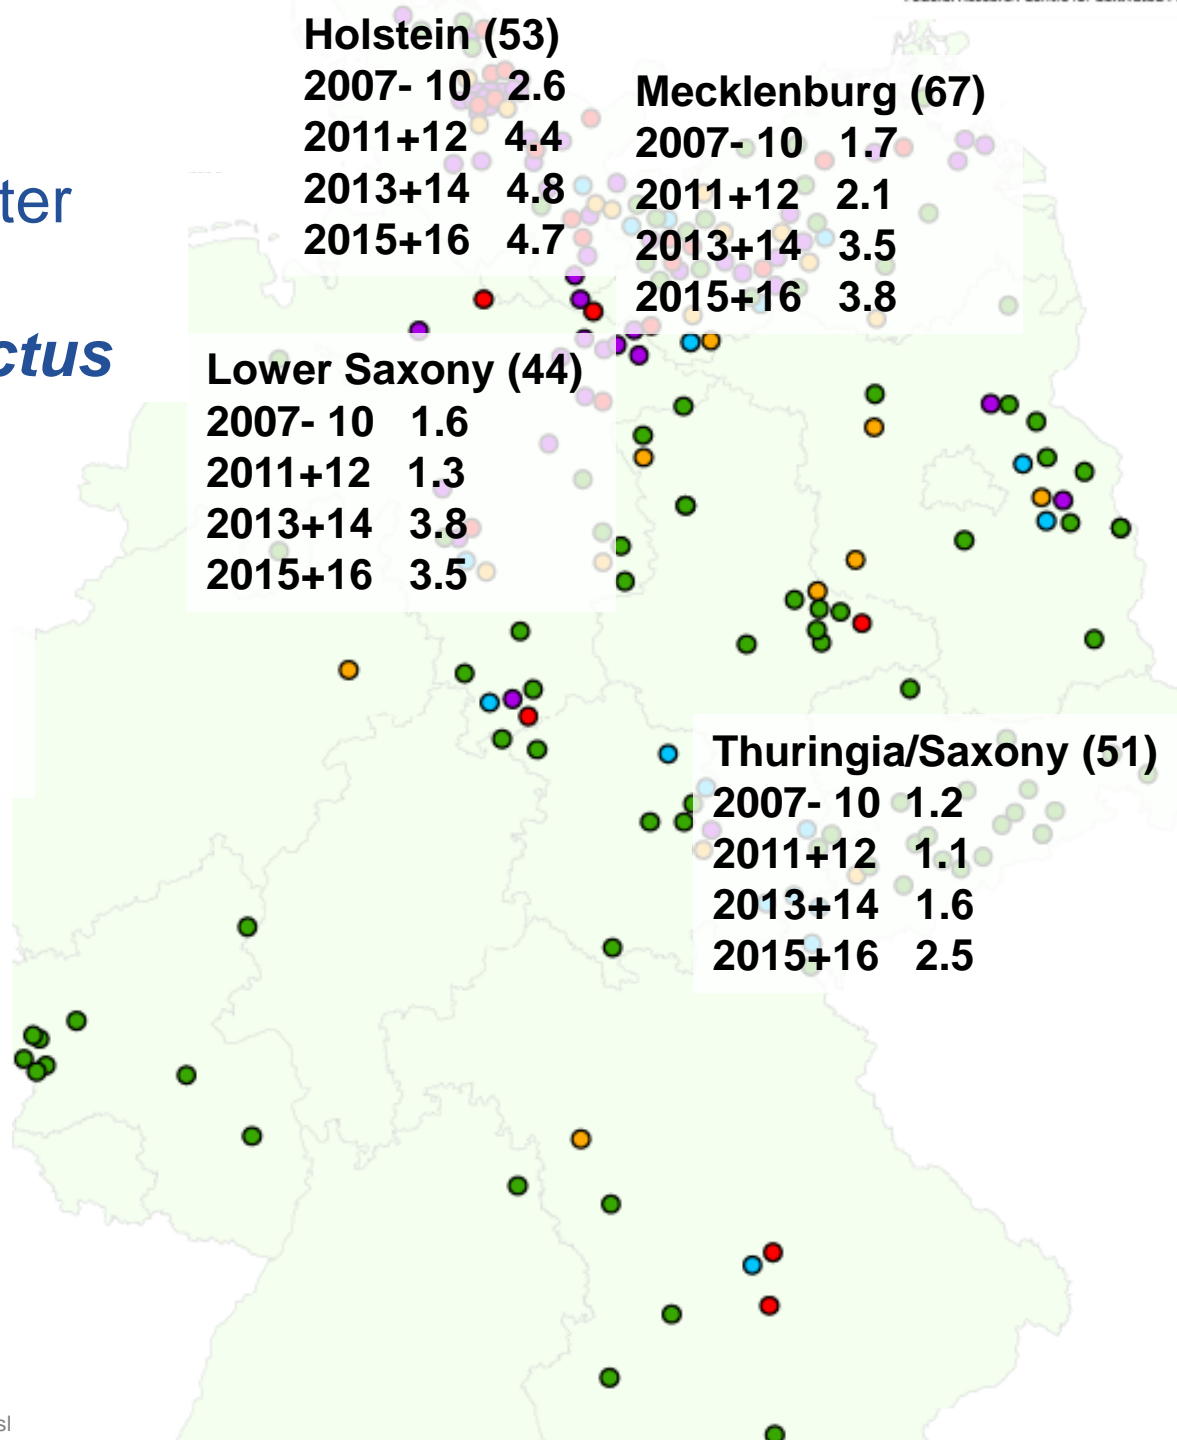 Holstein (53)
2007- 10 2.6
2011+12 4.4
2013+14 4.8
2015+16 4.7
Mecklenburg (67)
2007- 10 1.7
2011+12 2.1
2013+14 3.5
2015+16 3.8
ter
ctus
Lower Saxony (44)
2007- 10 1.6
2011+12 1.3
2013+14 3.8
2015+16 3.5
Thuringia/Saxony (51)
2007- 10 1.2
2011+12 1.1
2013+14 1.6
2015+16 2.5
sl